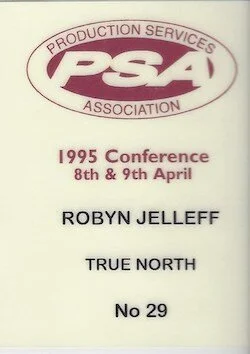 PRODUCTION SERVICES
PSA
ASSOCIATION
1995 Conference
8th & 9th April
ROBYN JELLEFF
TRUE NORTH
No 29